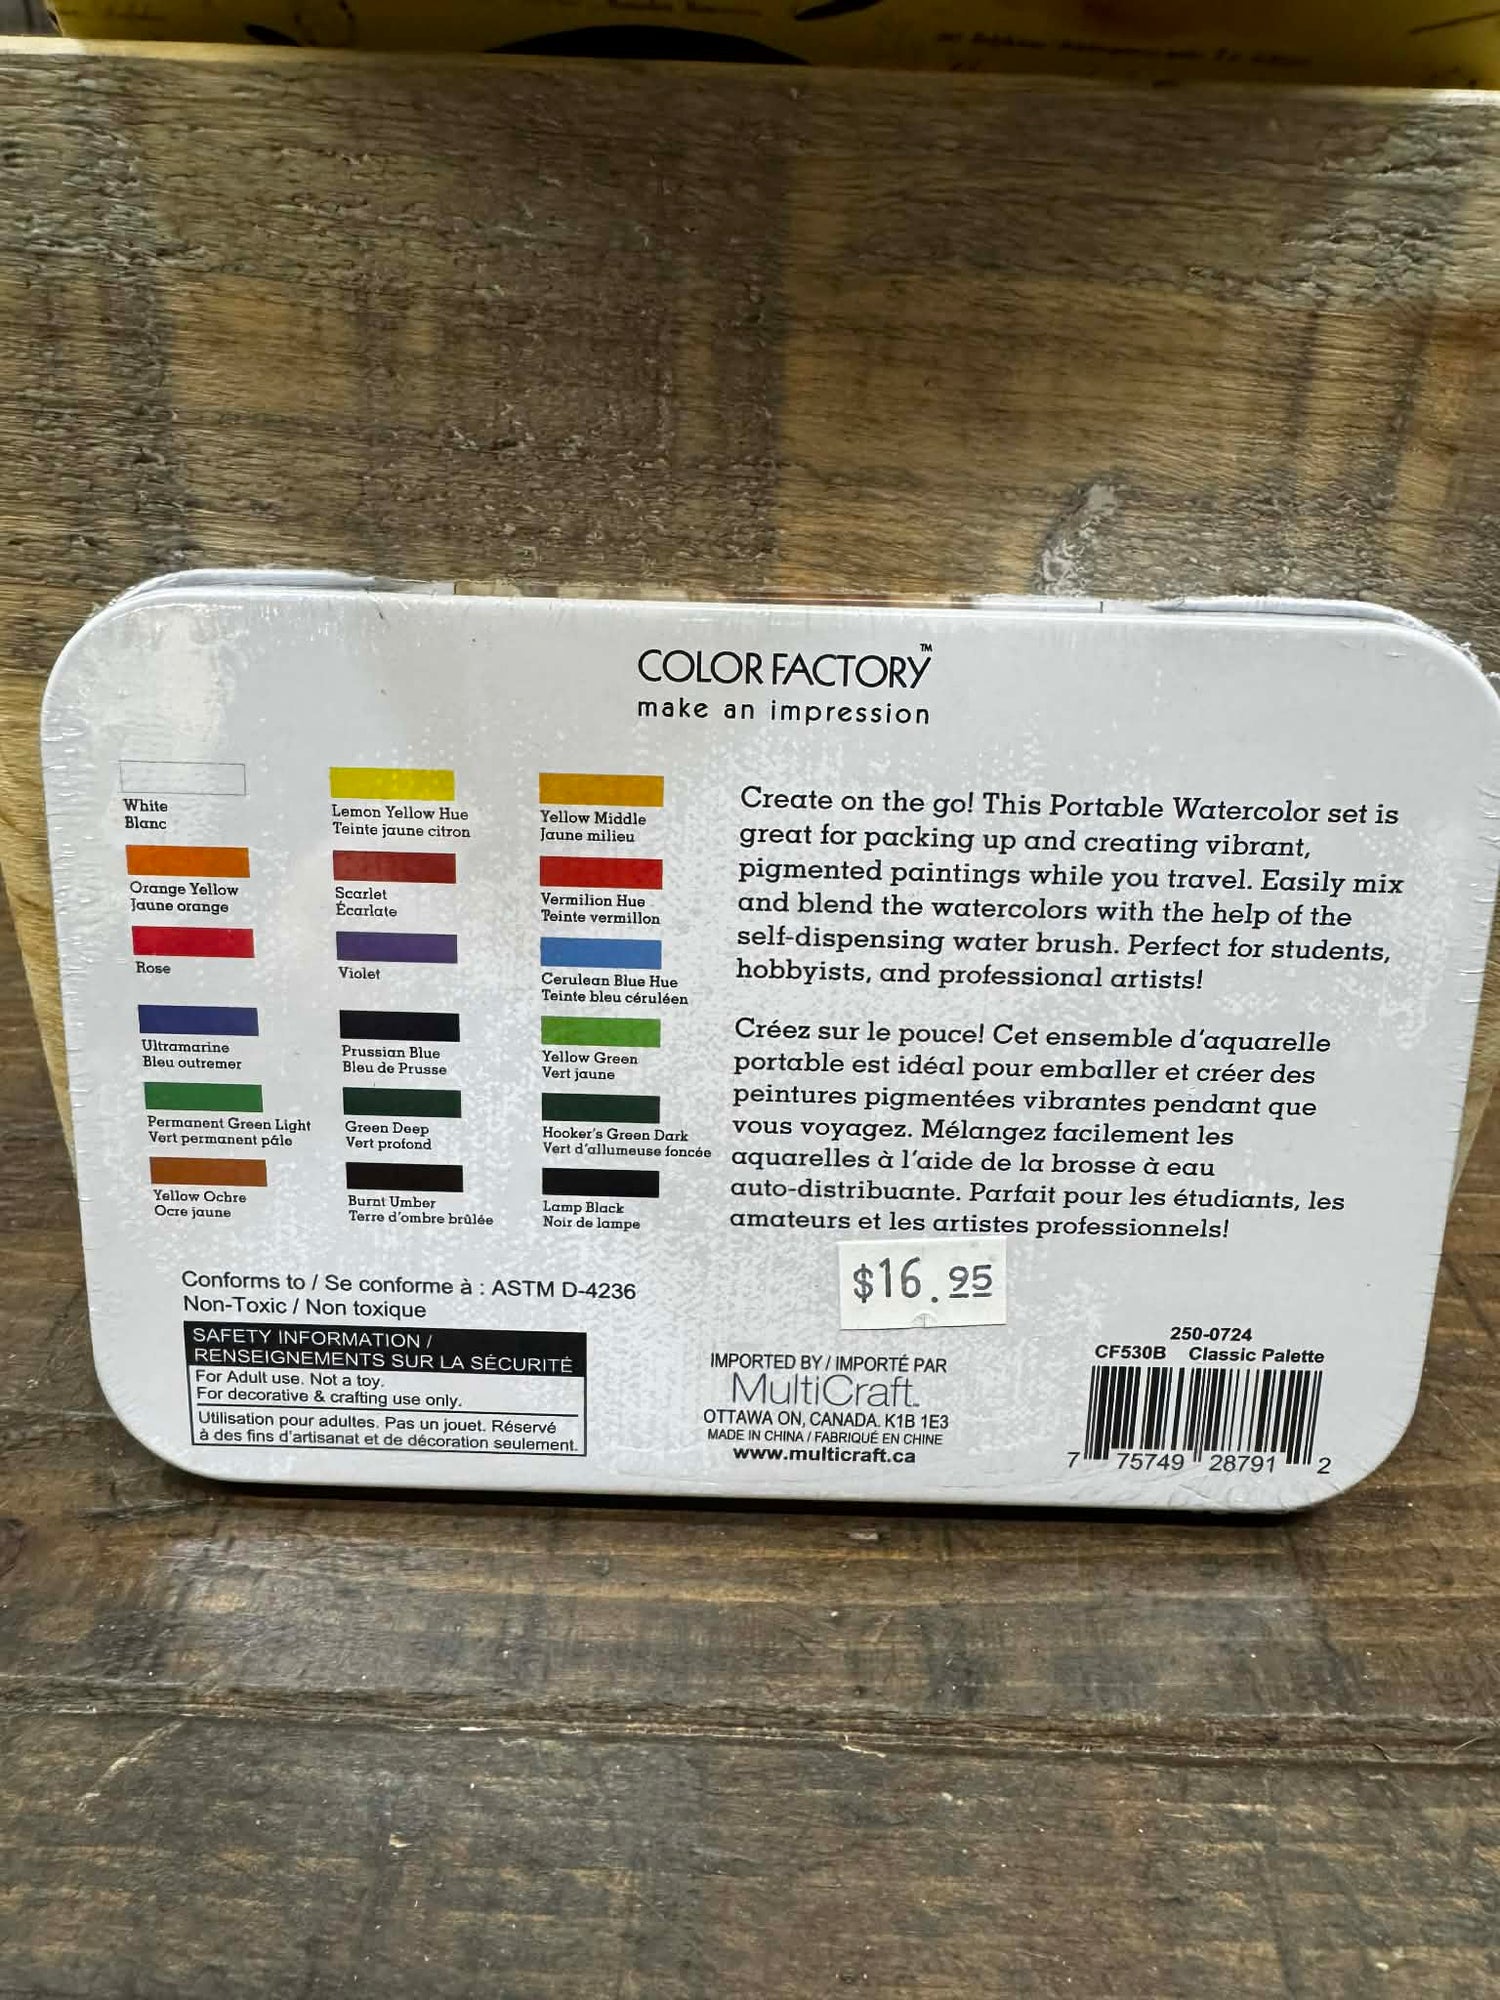 COLOR FACTORY™
make an impression
White
Blanc
Lemon Yellow Hue
Teinte jaune citron
Yellow Middle
Jaune milieu
Orange Yellow
Jaune orange
Scarlet
Écarlate
Vermilion Hue
Teinte vermillon
Rose
Violet
Cerulean Blue Hue
Teinte bleu céruléen
Ultramarine
Bleu outremer
Prussian Blue
Bleu de Prusse
Yellow Green
Vert jaune
Permanent Green Light
Vert permanent pâle
Green Deep
Vert profond
Hooker's Green Dark
Vert d'allumeuse foncée
Yellow Ochre
Ocre jaune
Burnt Umber
Terre d'ombre brûlée
Lamp Black
Noir de lampe
Create on the go! This Portable Watercolor set is
great for packing up and creating vibrant,
pigmented paintings while you travel. Easily mix
and blend the watercolors with the help of the
self-dispensing water brush. Perfect for students,
hobbyists, and professional artists!
Créez sur le pouce! Cet ensemble d'aquarelle
portable est idéal pour emballer et créer des
peintures pigmentées vibrantes pendant que
vous voyagez. Mélangez facilement les
aquarelles à l'aide de la brosse à eau
auto-distribuante. Parfait pour les étudiants, les
amateurs et les artistes professionnels!
$16.95
Conforms to / Se conforme à : ASTM D-4236
Non-Toxic / Non toxique
SAFETY INFORMATION /
RENSEIGNEMENTS SUR LA SÉCURITÉ
For Adult use. Not a toy.
For decorative & crafting use only.
Utilisation pour adultes. Pas un jouet. Réservé
à des fins d'artisanat et de décoration seulement.
IMPORTED BY / IMPORTÉ PAR
MultiCraft
OTTAWA ON, CANADA. K1B 1E3
MADE IN CHINA / FABRIQUÉ EN CHINE
www.multicraft.ca
250-0724
CF530B Classic Palette
7 75749 28791 2